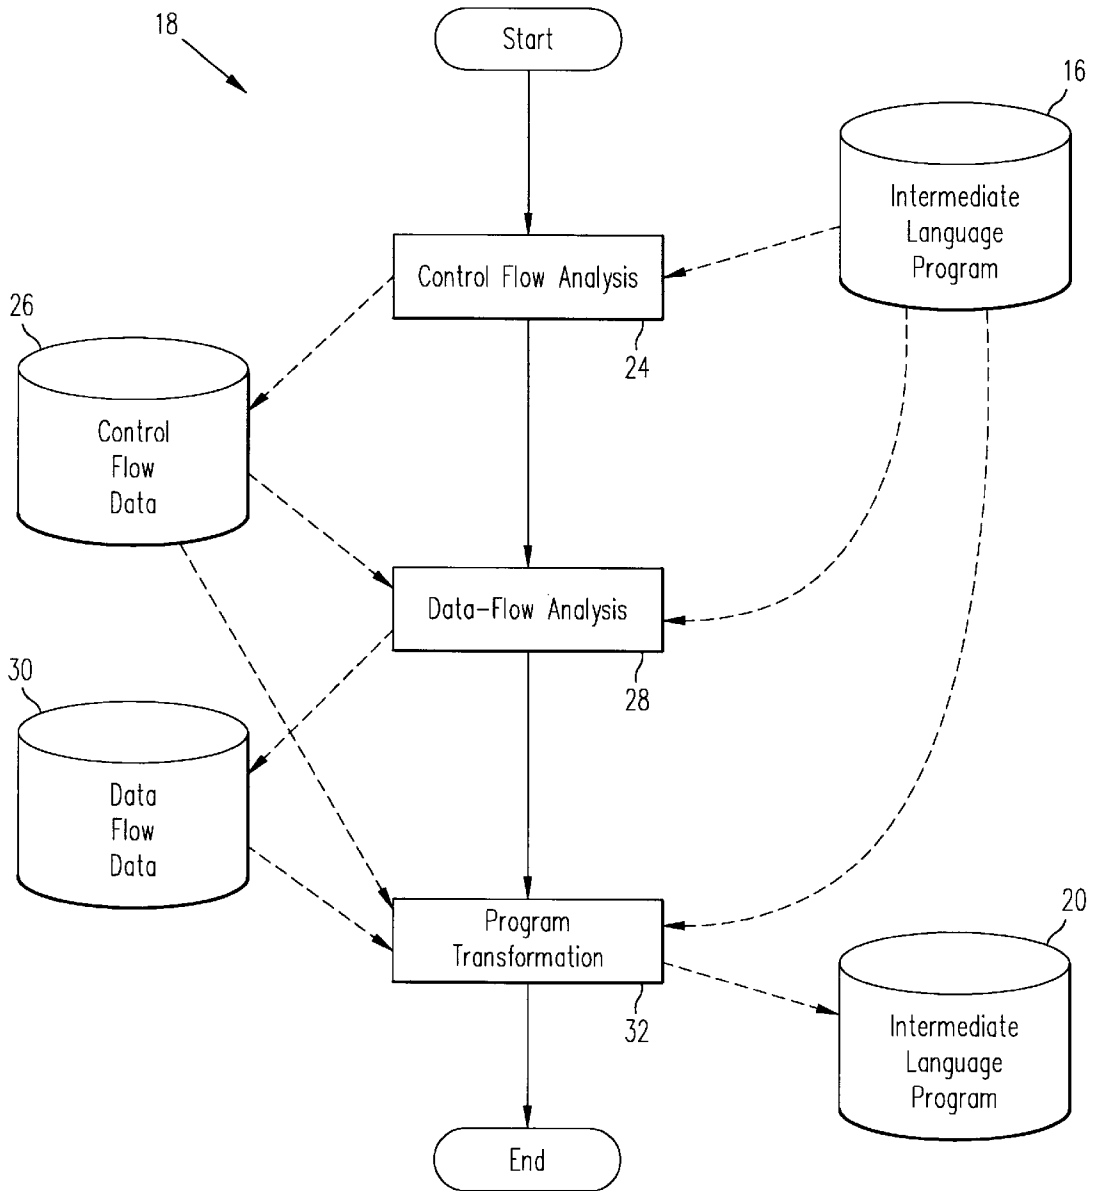 18
Start
16
Intermediate
Language
Program
Control Flow Analysis
24
26
Control
Flow
Data
Data-Flow Analysis
28
30
Data
Flow
Data
Program
Transformation
32
20
Intermediate
Language
Program
End